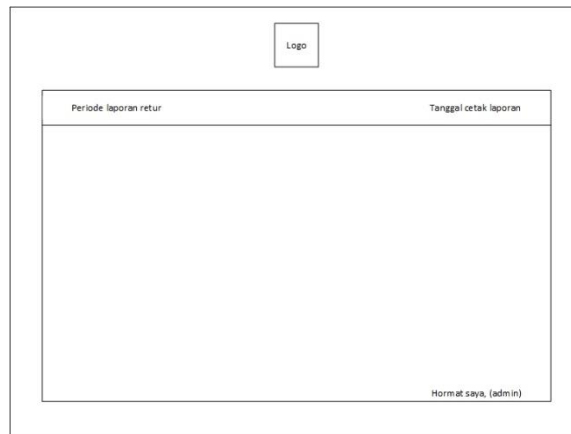 Logo
Periode laporan retur
Tanggal cetak laporan
Hormat saya, (admin)